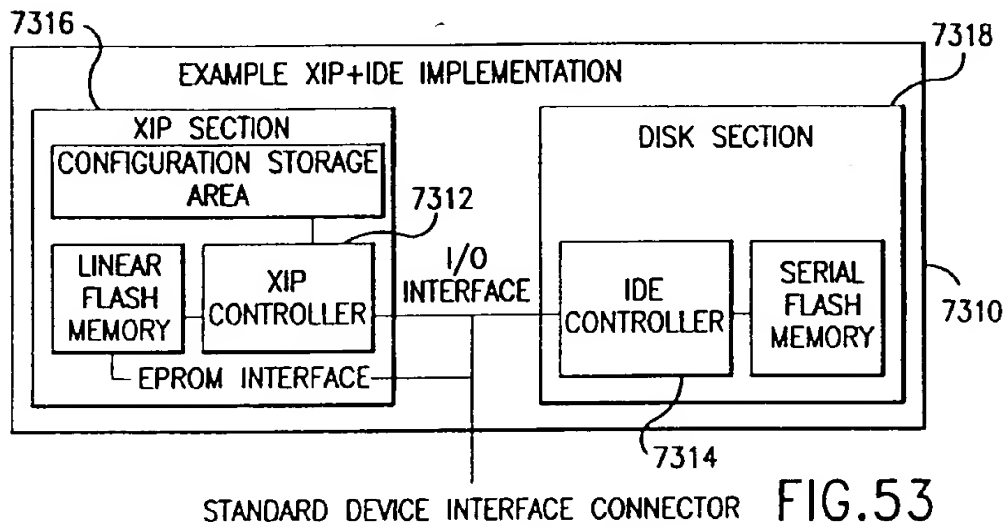 7316
7318
EXAMPLE XIP+IDE IMPLEMENTATION
XIP SECTION
CONFIGURATION STORAGE
AREA
DISK SECTION
7312
LINEAR
FLASH
MEMORY
XIP
CONTROLLER
I/O
INTERFACE
IDE
CONTROLLER
SERIAL
FLASH
MEMORY
7310
EPROM INTERFACE
7314
STANDARD DEVICE INTERFACE CONNECTOR
FIG.53